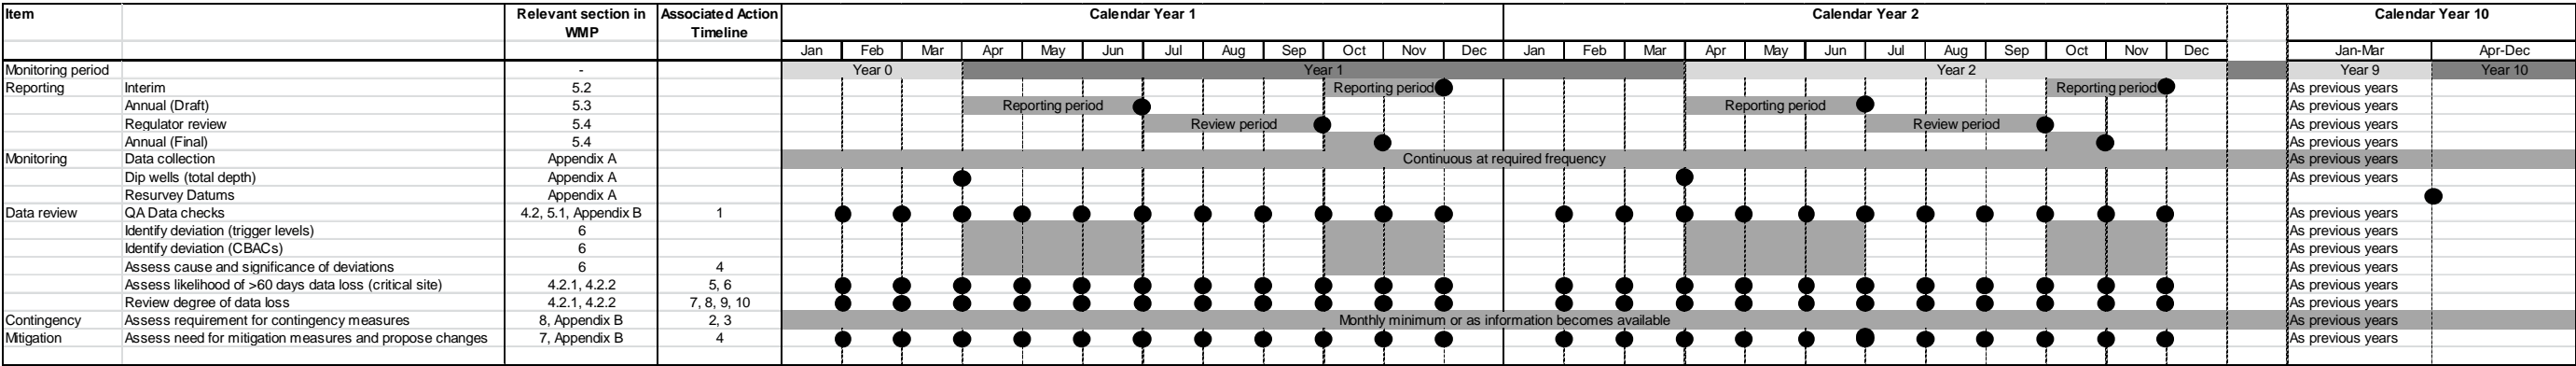 Item Relevant section in WMP Associated Action Timeline Calendar Year 1 Calendar Year 2 Calendar Year 10
Jan Feb Mar Apr May Jun Jul Aug Sep Oct Nov Dec Jan Feb Mar Apr May Jun Jul Aug Sep Oct Nov Dec Jan-Mar Apr-Dec
Monitoring period - Year 0 Year 1 Year 2 Year 9 Year 10
Reporting Interim 5.2 Reporting period Reporting period As previous years
Annual (Draft) 5.3 Reporting period Reporting period As previous years
Regulator review 5.4 Review period Review period As previous years
Annual (Final) 5.4 As previous years
Monitoring Data collection Appendix A Continuous at required frequency As previous years
Dip wells (total depth) Appendix A As previous years
Resurvey Datums Appendix A
Data review QA Data checks 4.2, 5.1, Appendix B 1 As previous years
Identify deviation (trigger levels) 6 As previous years
Identify deviation (CBACs) 6 As previous years
Assess cause and significance of deviations 6 4 As previous years
Assess likelihood of >60 days data loss (critical site) 4.2.1, 4.2.2 5, 6 As previous years
Review degree of data loss 4.2.1, 4.2.2 7, 8, 9, 10 As previous years
Contingency Assess requirement for contingency measures 8, Appendix B 2, 3 Monthly minimum or as information becomes available As previous years
Mitigation Assess need for mitigation measures and propose changes 7, Appendix B 4 As previous years